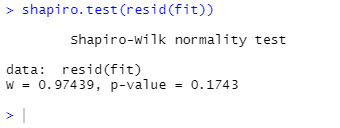 > shapiro.test(resid(fit))
Shapiro-Wilk normality test
data:  resid(fit)
W = 0.97439, p-value = 0.1743
>